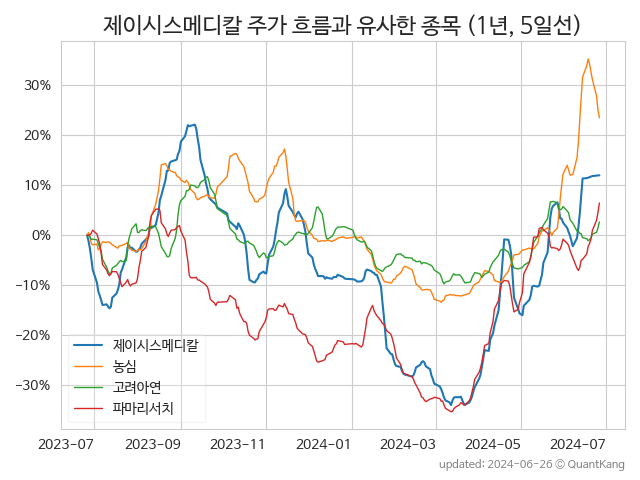 제이시스메디칼 주가 흐름과 유사한 종목 (1년, 5일선)
30%
20%
10%
0%
−10%
−20%
−30%
제이시스메디칼
농심
고려아연
파마리서치
2023-07 2023-09 2023-11 2024-01 2024-03 2024-05 2024-07
updated: 2024-06-26 © QuantKang